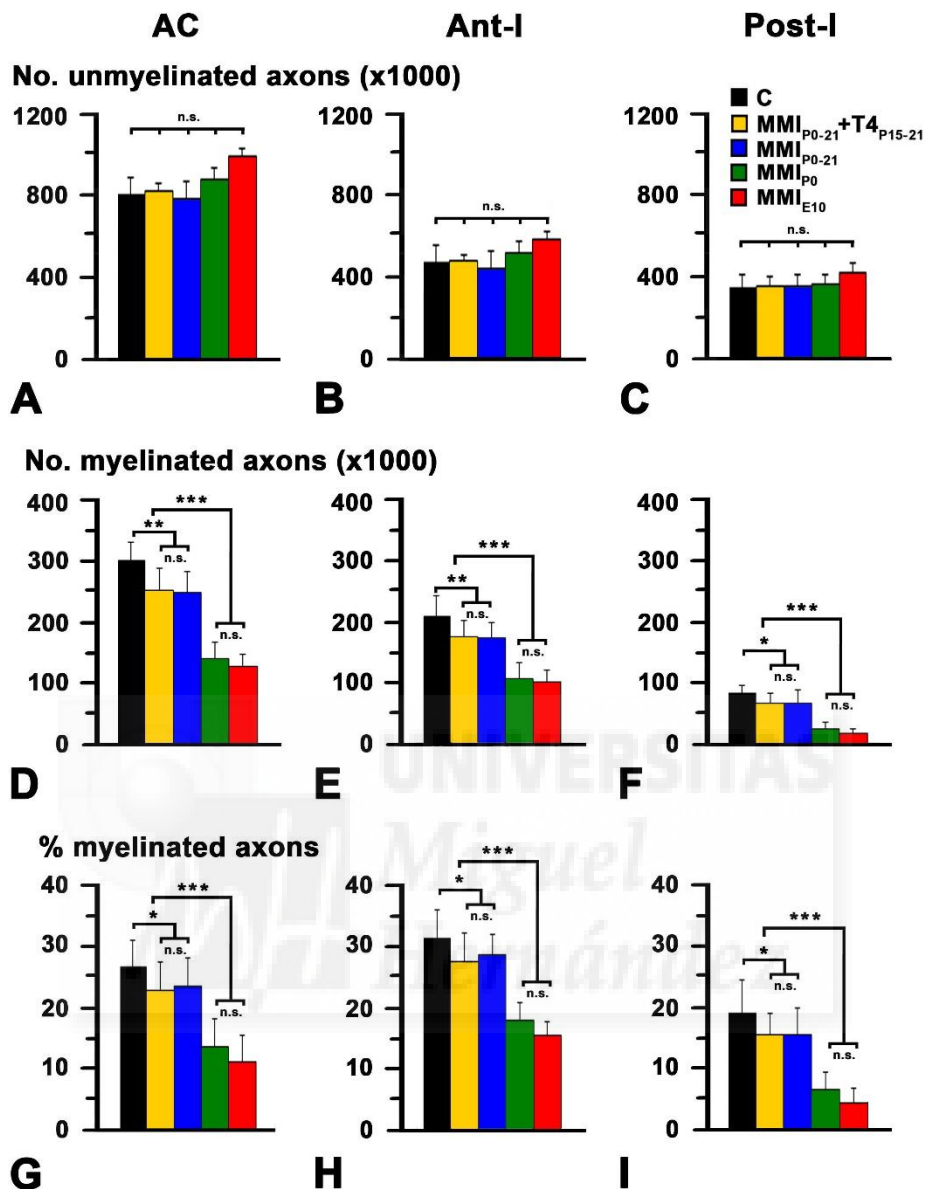 AC Ant-I Post-I
No. unmyelinated axons (x1000)
1200 1200 1200
800 800 800
400 400 400
0 0 0
n.s. n.s. n.s.
C
MMIP0-21+T4P15-21
MMIP0-21
MMIP0
MMIE10
A B C
No. myelinated axons (x1000)
400 400 400
300 300 300
200 200 200
100 100 100
0 0 0
*** ** n.s. n.s.
*** ** n.s. n.s.
*** * n.s. n.s.
D E F
% myelinated axons
40 40 40
30 30 30
20 20 20
10 10 10
0 0 0
*** * n.s. n.s.
*** * n.s. n.s.
*** * n.s. n.s.
G H I
UNIVERSITAS
Miguel
Hernández